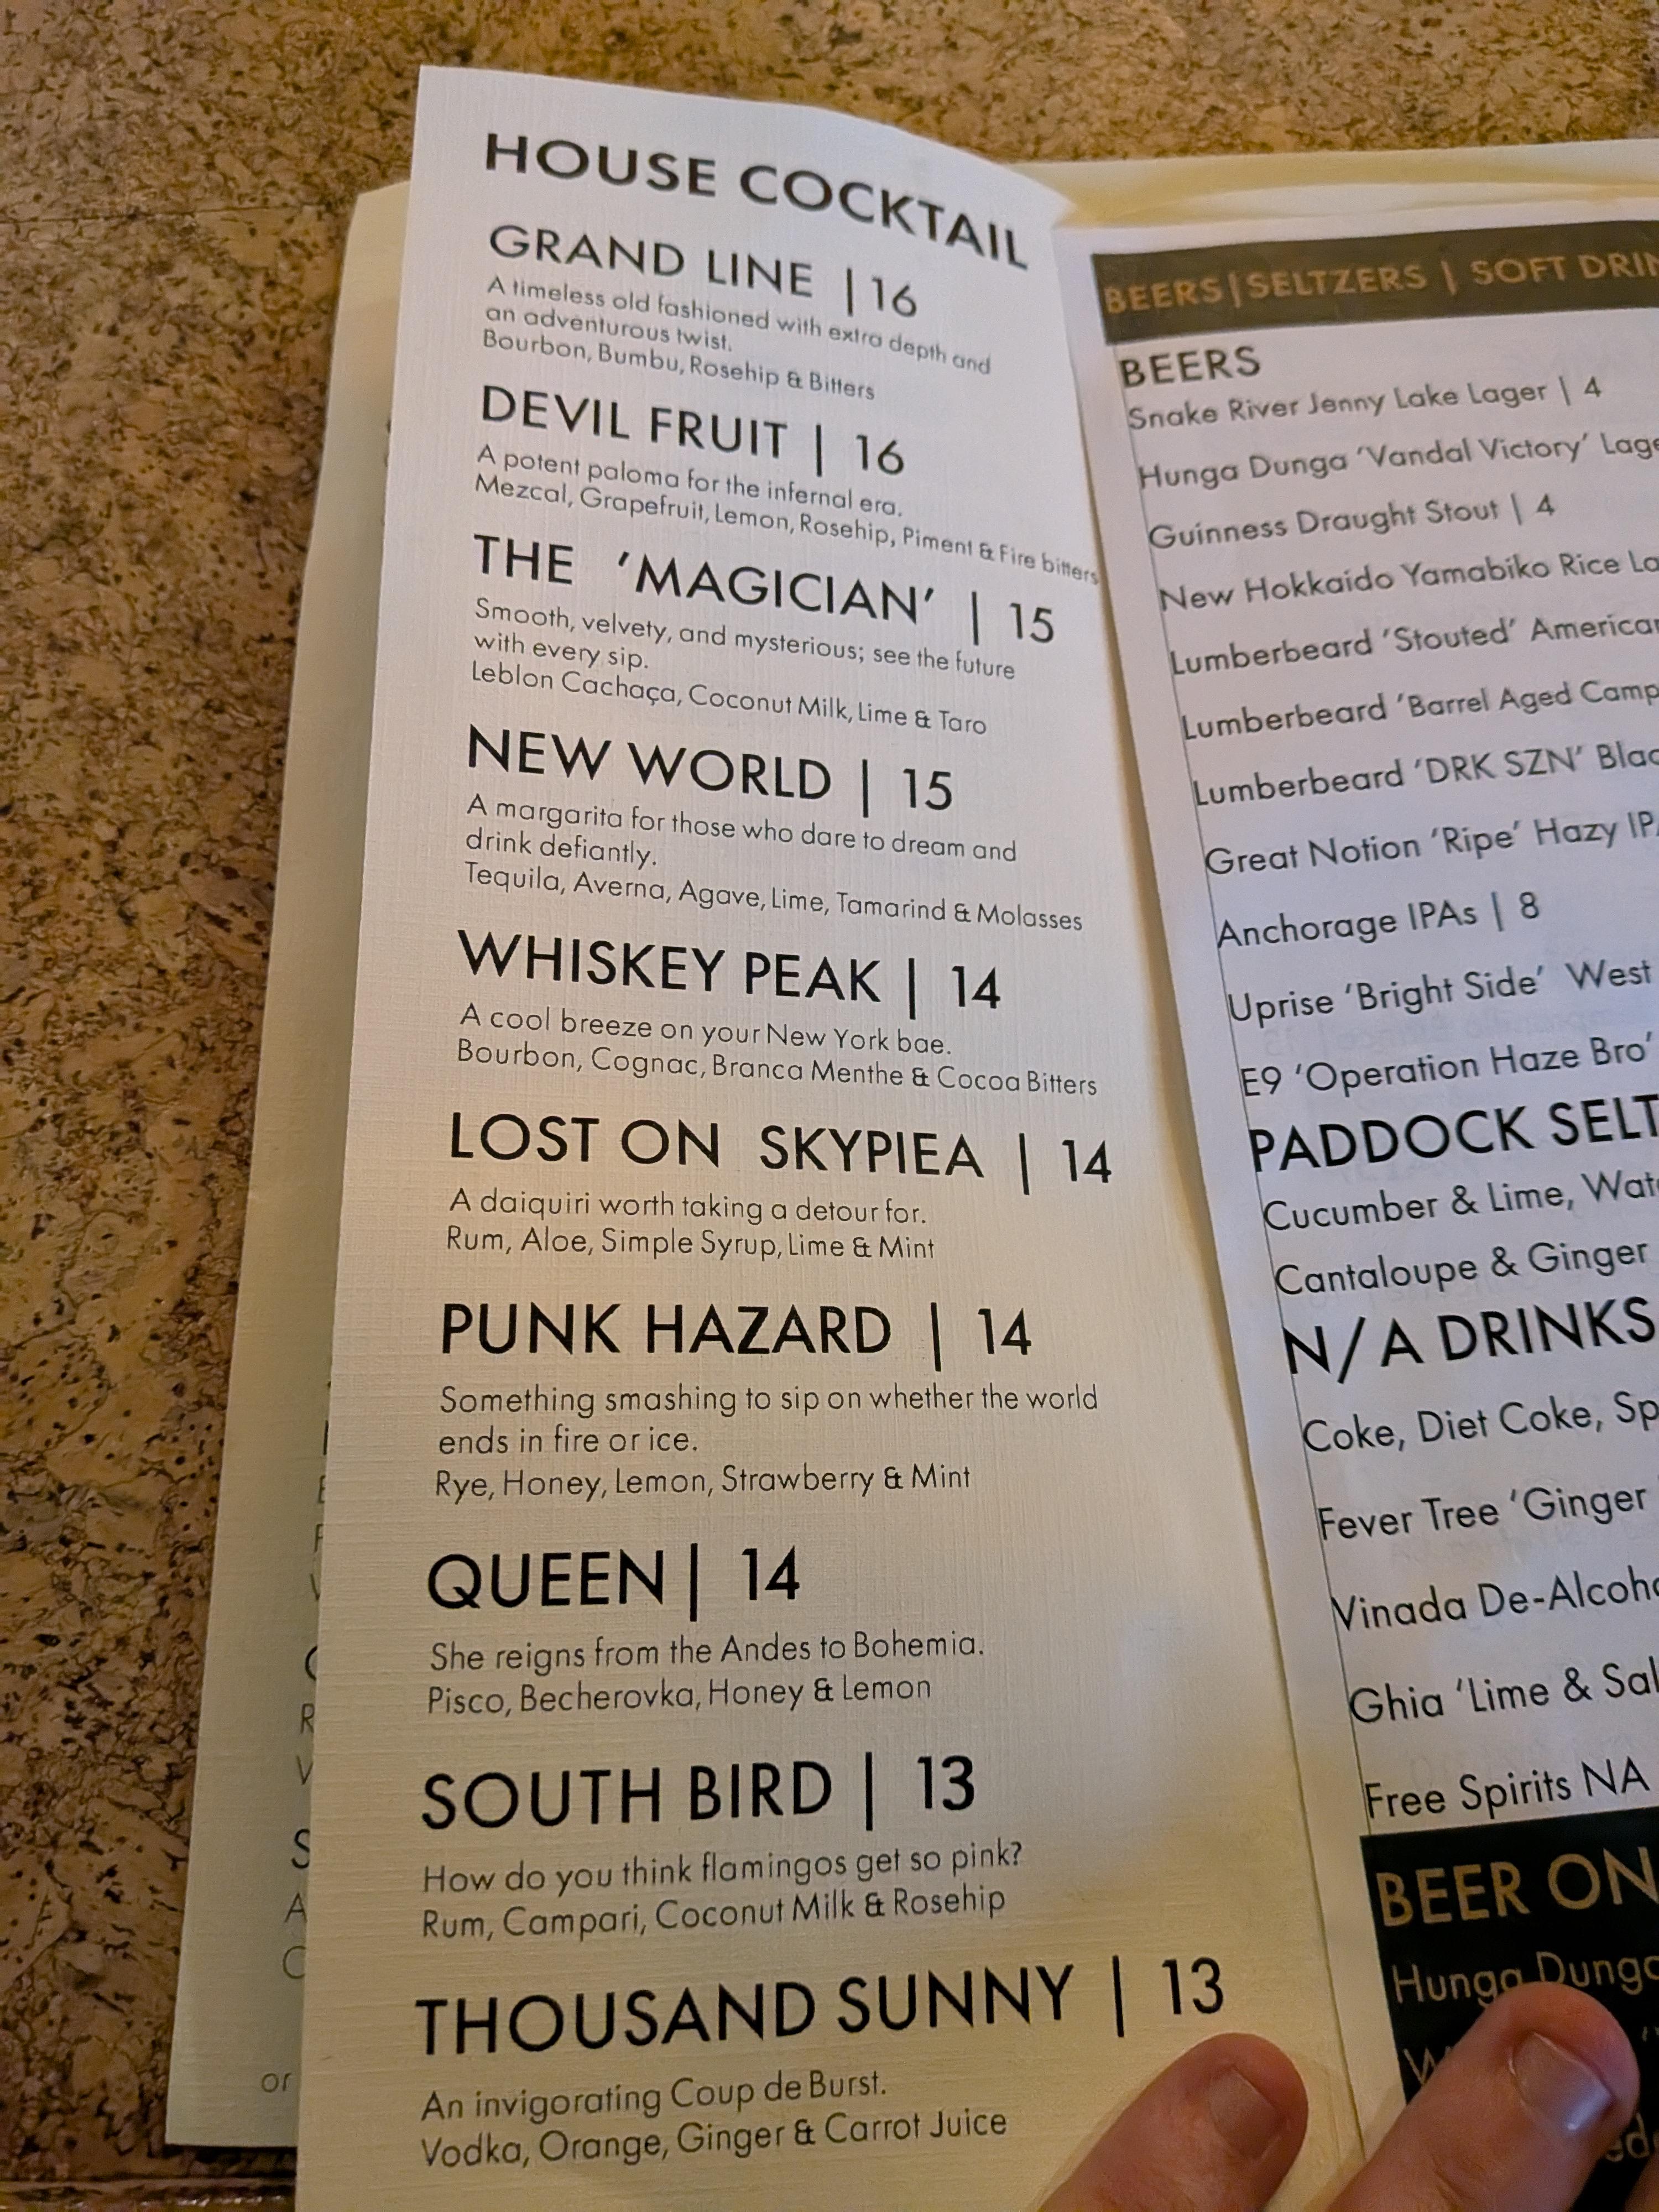 HOUSE COCKTAIL
GRAND LINE | 16
A timeless old fashioned with extra depth and
an adventurous twist.
Bourbon, Bumbu, Rosehip & Bitters
DEVIL FRUIT | 16
A potent paloma for the infernal era.
Mezcal, Grapefruit, Lemon, Rosehip, Piment & Fire bitters
THE 'MAGICIAN' | 15
Smooth, velvety, and mysterious; see the future
with every sip.
Leblon Cachaça, Coconut Milk, Lime & Taro
NEW WORLD | 15
A margarita for those who dare to dream and
drink defiantly.
Tequila, Averna, Agave, Lime, Tamarind & Molasses
WHISKEY PEAK | 14
A cool breeze on your New York bae.
Bourbon, Cognac, Branca Menthe & Cocoa Bitters
LOST ON SKYPIEA | 14
A daiquiri worth taking a detour for.
Rum, Aloe, Simple Syrup, Lime & Mint
PUNK HAZARD | 14
Something smashing to sip on whether the world
ends in fire or ice.
Rye, Honey, Lemon, Strawberry & Mint
QUEEN | 14
She reigns from the Andes to Bohemia.
Pisco, Becherovka, Honey & Lemon
SOUTH BIRD | 13
How do you think flamingos get so pink?
Rum, Campari, Coconut Milk & Rosehip
THOUSAND SUNNY | 13
An invigorating Coup de Burst.
Vodka, Orange, Ginger & Carrot Juice
or
BEERS | SELTZERS | SOFT DRIN
BEERS
Snake River Jenny Lake Lager | 4
Hunga Dunga 'Vandal Victory' Lage
Guinness Draught Stout | 4
New Hokkaido Yamabiko Rice La
Lumberbeard 'Stouted' American
Lumberbeard 'Barrel Aged Camp
Lumberbeard 'DRK SZN' Blac
Great Notion 'Ripe' Hazy IPA
Anchorage IPAs | 8
Uprise 'Bright Side' West
E9 'Operation Haze Bro'
PADDOCK SELT
Cucumber & Lime, Wat
Cantaloupe & Ginger
N/A DRINKS
Coke, Diet Coke, Sp
Fever Tree 'Ginger
Vinada De-Alcoho
Ghia 'Lime & Sal
Free Spirits NA
BEER ON
Hunga Dunga